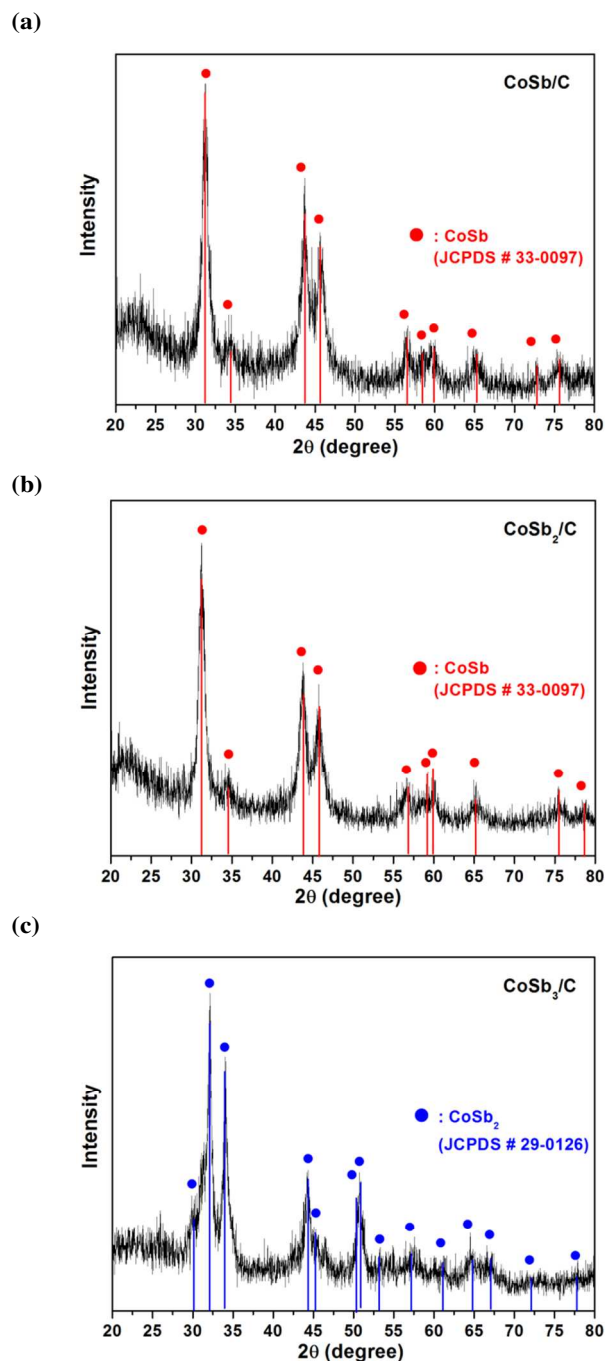 (a)
CoSb/C
Intensity
: CoSb
(JCPDS # 33-0097)
20 25 30 35 40 45 50 55 60 65 70 75 80
2θ (degree)
(b)
CoSb₂/C
Intensity
: CoSb
(JCPDS # 33-0097)
20 25 30 35 40 45 50 55 60 65 70 75 80
2θ (degree)
(c)
CoSb₃/C
Intensity
: CoSb₂
(JCPDS # 29-0126)
20 25 30 35 40 45 50 55 60 65 70 75 80
2θ (degree)